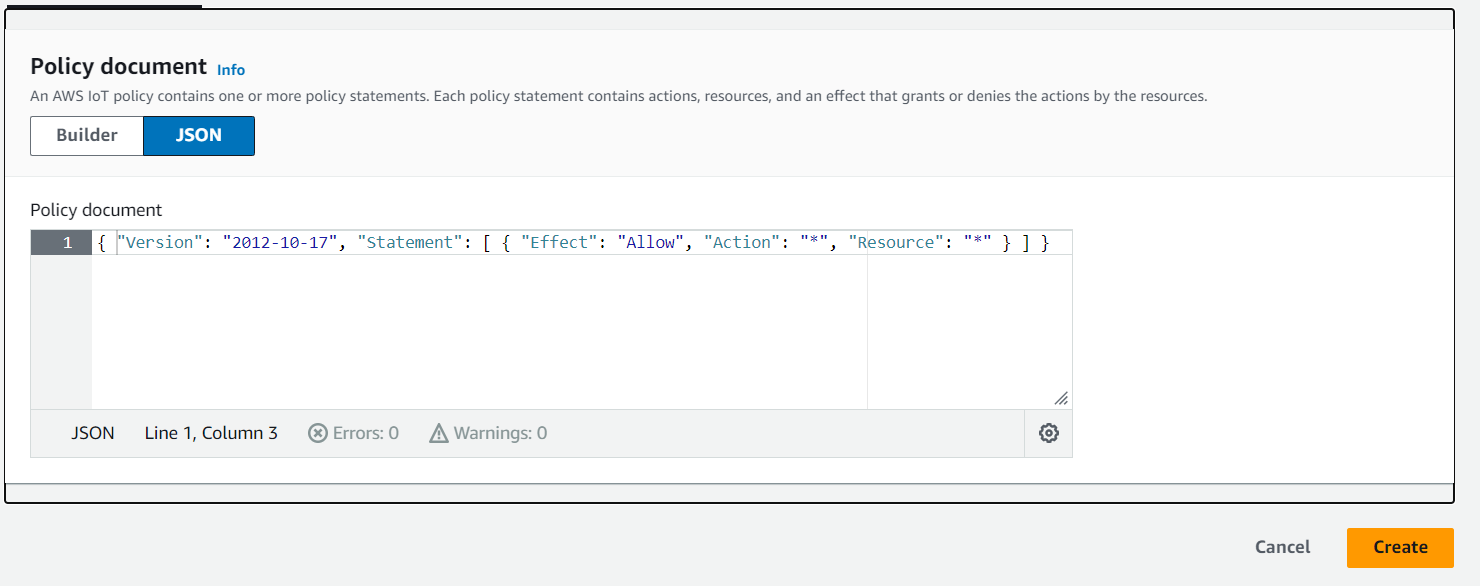 Policy document Info
An AWS IoT policy contains one or more policy statements. Each policy statement contains actions, resources, and an effect that grants or denies the actions by the resources.
Builder JSON
Policy document
1 { "Version": "2012-10-17", "Statement": [ { "Effect": "Allow", "Action": "*", "Resource": "*" } ] }
JSON Line 1, Column 3 Errors: 0 Warnings: 0
Cancel Create